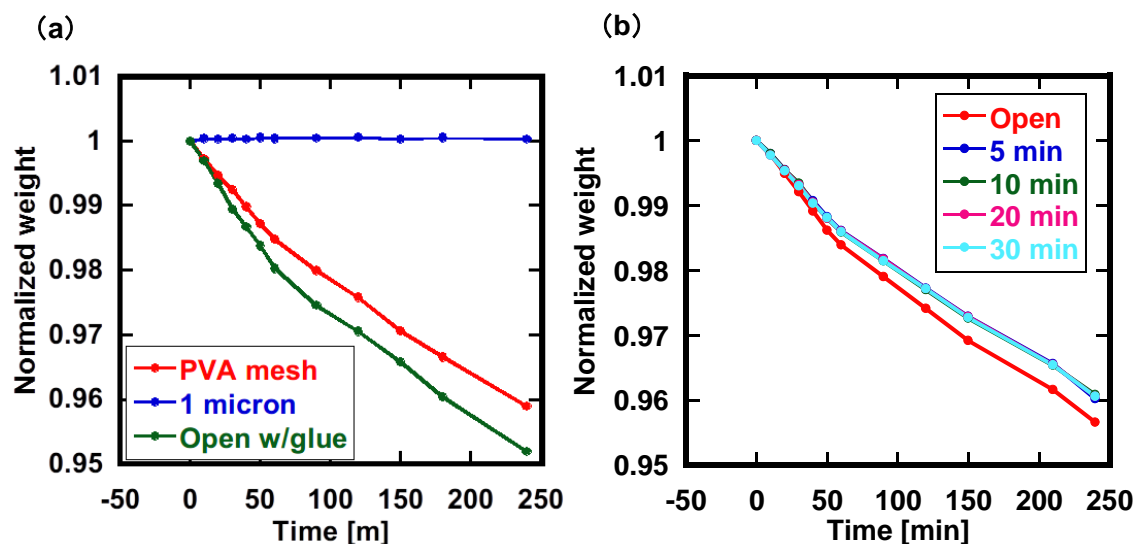 (a)
1.01
1
0.99
0.98
0.97
0.96
0.95
Normalized weight
PVA mesh
1 micron
Open w/glue
-50 0 50 100 150 200 250
Time [m]
(b)
1.01
1
0.99
0.98
0.97
0.96
0.95
Normalized weight
Open
5 min
10 min
20 min
30 min
-50 0 50 100 150 200 250
Time [min]